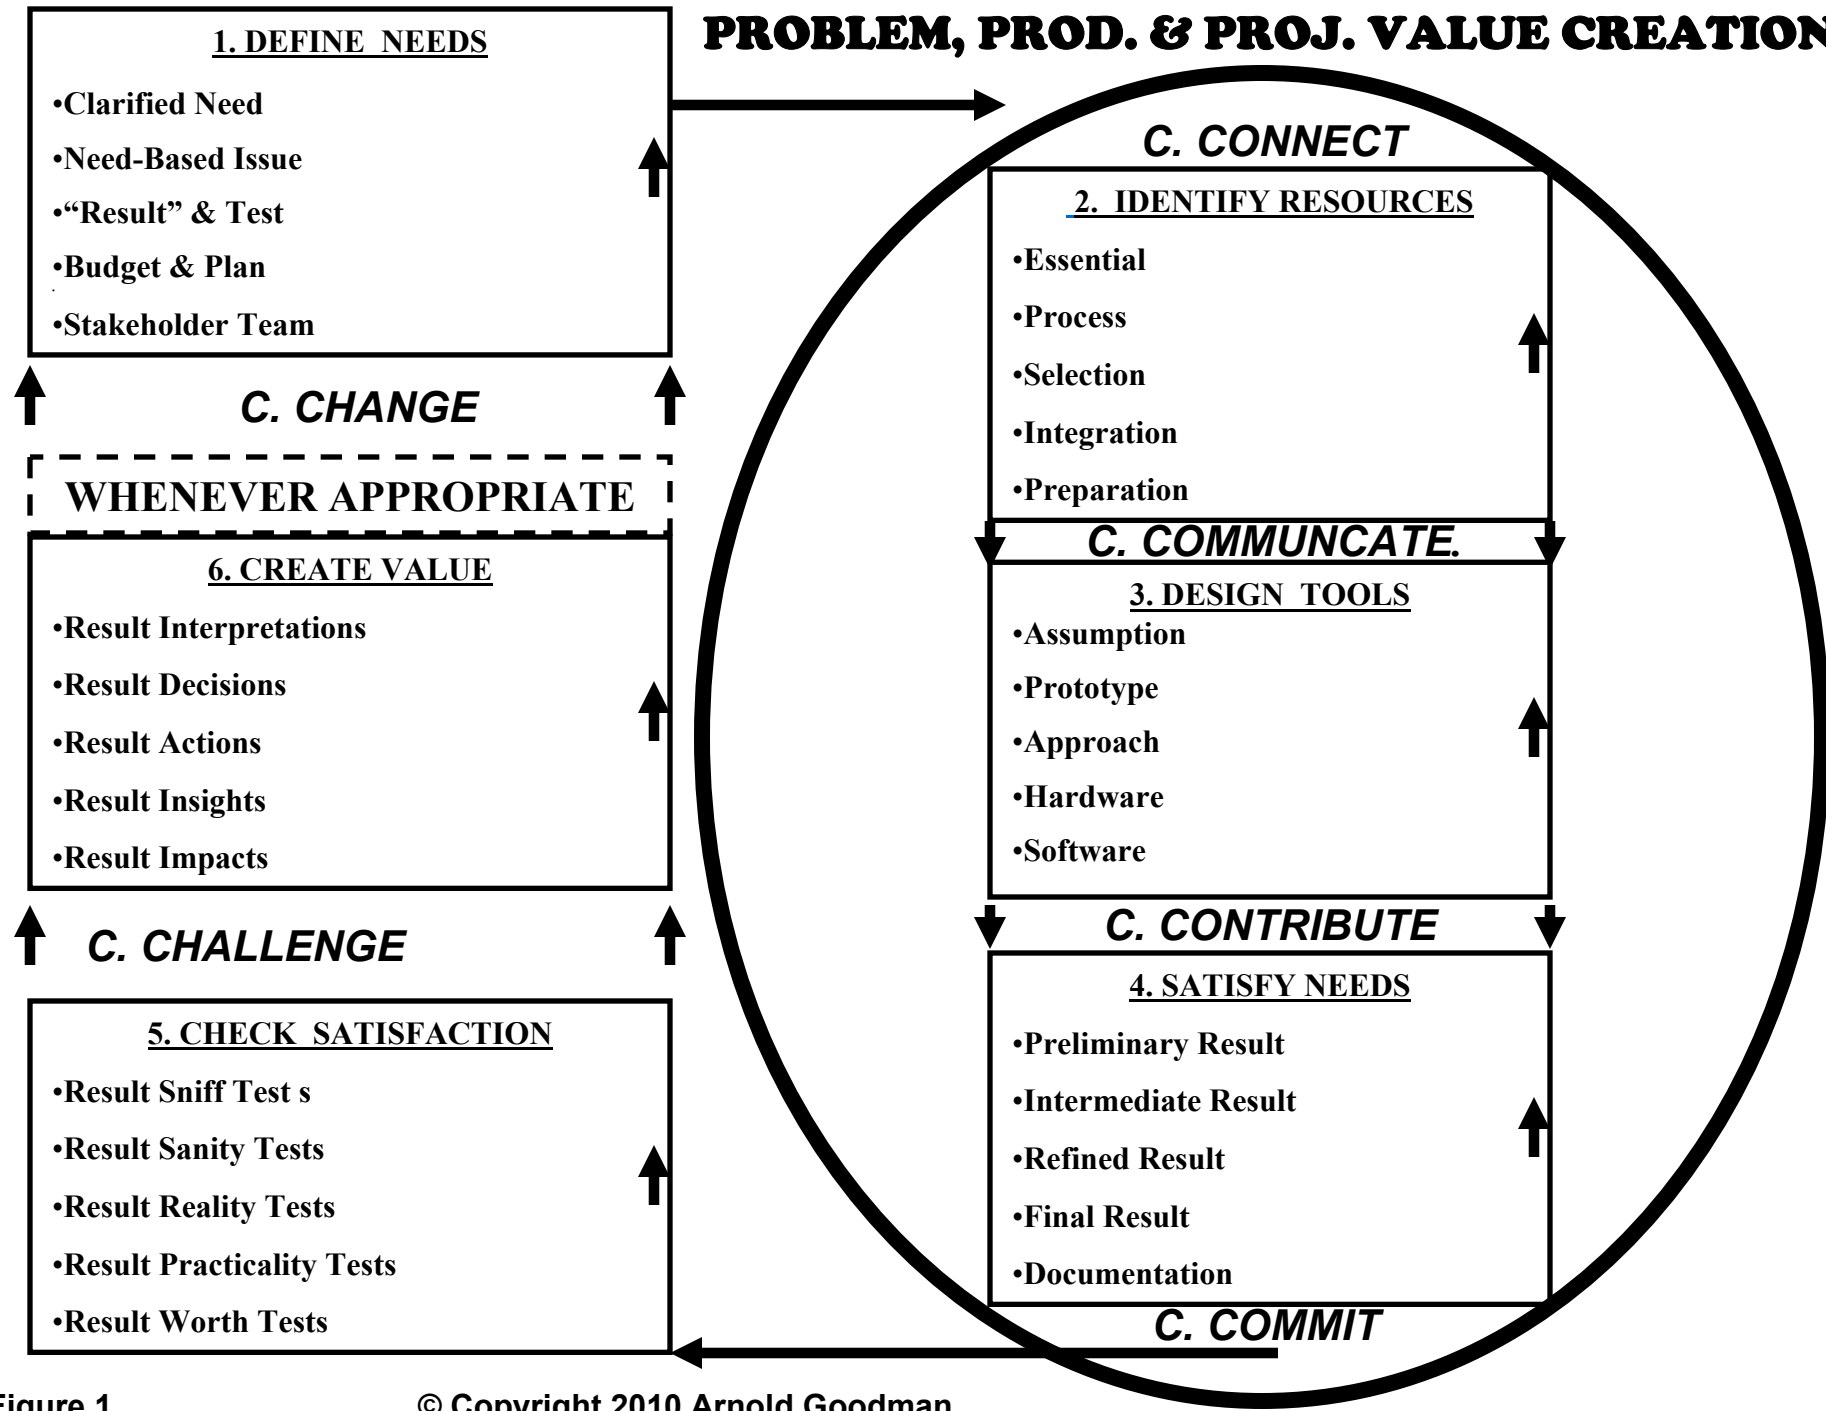 PROBLEM, PROD. & PROJ. VALUE CREATION
1. DEFINE NEEDS
•Clarified Need
•Need-Based Issue
•“Result” & Test
•Budget & Plan
•Stakeholder Team
C. CHANGE
WHENEVER APPROPRIATE
6. CREATE VALUE
•Result Interpretations
•Result Decisions
•Result Actions
•Result Insights
•Result Impacts
C. CHALLENGE
5. CHECK SATISFACTION
•Result Sniff Test s
•Result Sanity Tests
•Result Reality Tests
•Result Practicality Tests
•Result Worth Tests
C. CONNECT
2. IDENTIFY RESOURCES
•Essential
•Process
•Selection
•Integration
•Preparation
C. COMMUNCATE.
3. DESIGN TOOLS
•Assumption
•Prototype
•Approach
•Hardware
•Software
C. CONTRIBUTE
4. SATISFY NEEDS
•Preliminary Result
•Intermediate Result
•Refined Result
•Final Result
•Documentation
C. COMMIT
Figure 1
© Copyright 2010 Arnold Goodman